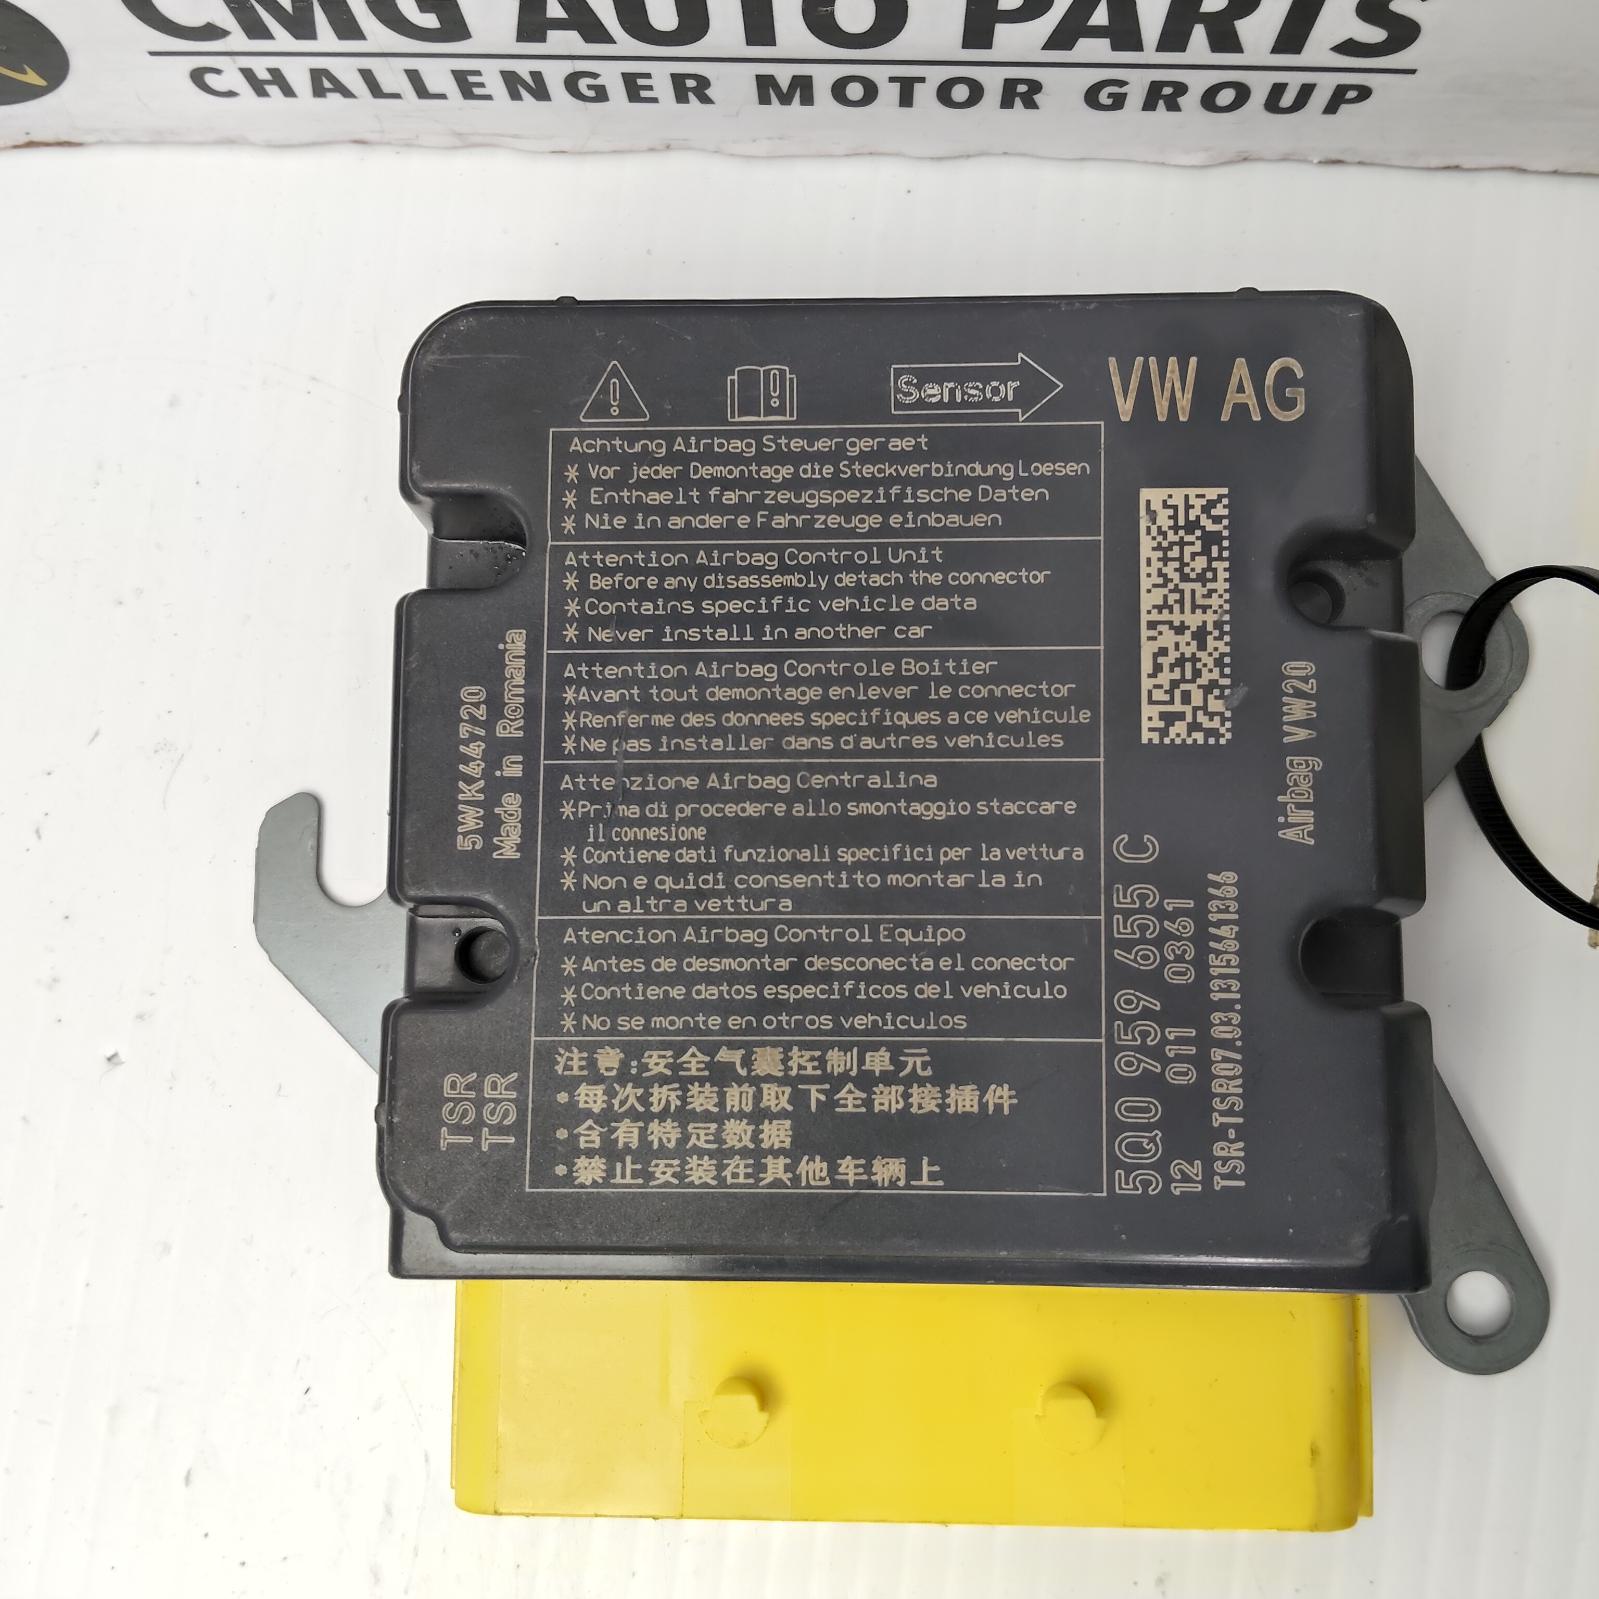 CMG AUTO PARTS
CHALLENGER MOTOR GROUP
Sensor
VW AG
Achtung Airbag Steuergeraet
* Vor jeder Demontage die Steckverbindung Loesen
* Enthaelt fahrzeugspezifische Daten
* Nie in andere Fahrzeuge einbauen
Attention Airbag Control Unit
* Before any disassembly detach the connector
* Contains specific vehicle data
* Never install in another car
Attention Airbag Controle Boitier
* Avant tout demontage enlever le connector
* Renferme des donnees specifiques a ce vehicule
* Ne pas installer dans d'autres vehicules
Attenzione Airbag Centralina
* Prima di procedere allo smontaggio staccare
il connesione
* Contiene dati funzionali specifici per la vettura
* Non e quidi consentito montar la in
un altra vettura
Atencion Airbag Control Equipo
* Antes de desmontar desconecta el conector
* Contiene datos especificos del vehiculo
* No se monte en otros vehiculos
注意:安全气囊控制单元
*每次拆装前取下全部接插件
*含有特定数据
*禁止安装在其他车辆上
5WK44720
Made in Romania
TSR
TSR
5Q0 959 655 C
12 011 0361
TSR-TSR07.03.1315641366
Airbag VW20